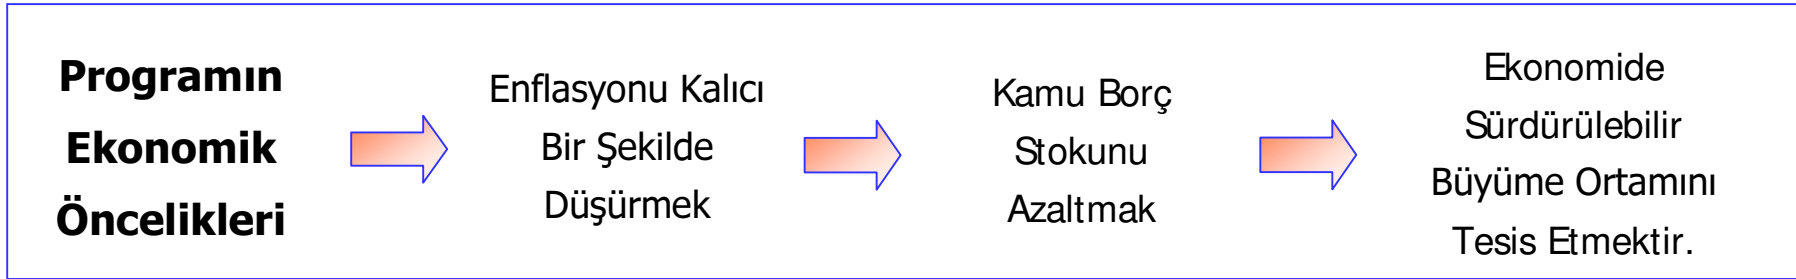 Programın
Ekonomik
Öncelikleri
Enflasyonu Kalıcı
Bir Şekilde
Düşürmek
Kamu Borç
Stokunu
Azaltmak
Ekonomide
Sürdürülebilir
Büyüme Ortamını
Tesis Etmektir.